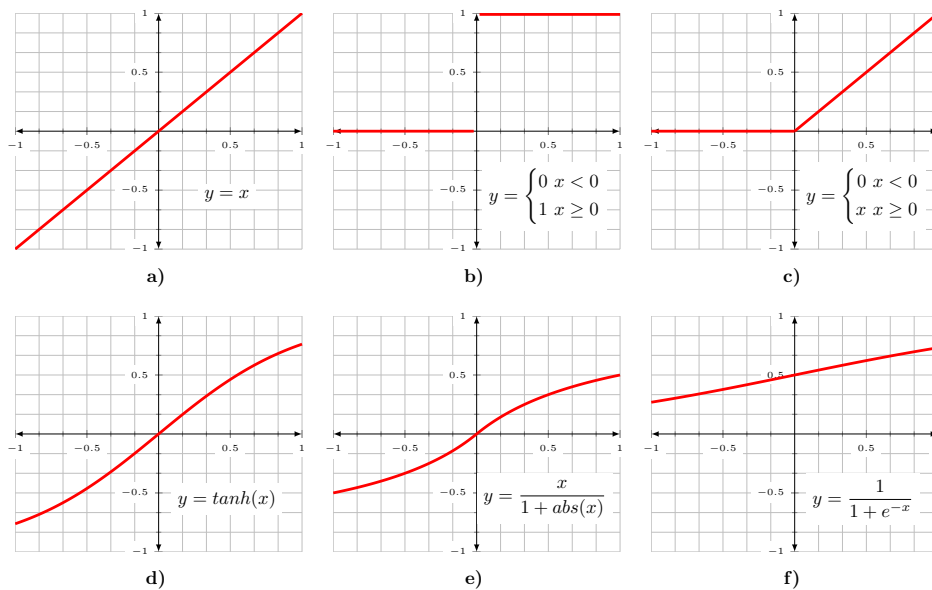 1
0.5
−1 −0.5 0.5 1
−0.5
−1
y = x
a)
1
0.5
−1 −0.5 0.5 1
−0.5
−1
y = { 0 x < 0
1 x ≥ 0
b)
1
0.5
−1 −0.5 0.5
−0.5
−1
y = { 0 x < 0
x x ≥ 0
c)
1
0.5
−1 −0.5 0.5 1
−0.5
−1
y = tanh(x)
d)
1
0.5
−1 −0.5 0.5 1
−0.5
−1
y = x / 1 + abs(x)
e)
1
0.5
−1 −0.5 0.5
−0.5
−1
y = 1 / 1 + e^{−x}
f)